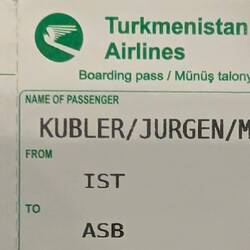 Turkmenistan
Airlines
Boarding pass / Münüş talony
NAME OF PASSENGER
KUBLER/JURGEN/M
FROM
IST
TO
ASB